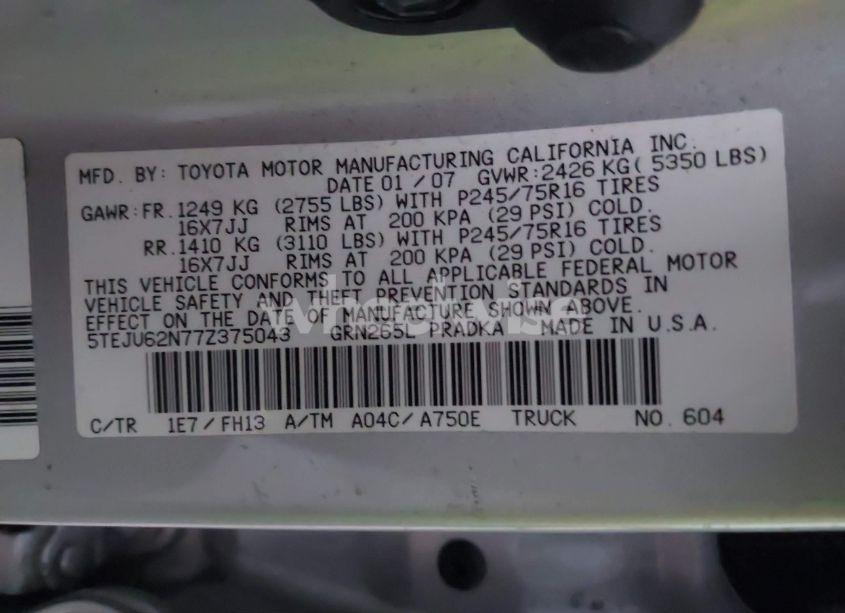 MFD. BY: TOYOTA MOTOR MANUFACTURING CALIFORNIA INC.
DATE 01 / 07 GVWR: 2426 KG( 5350 LBS)
GAWR: FR. 1249 KG (2755 LBS) WITH P245/75R16 TIRES
16X7JJ RIMS AT 200 KPA (29 PSI) COLD.
RR. 1410 KG (3110 LBS) WITH P245/75R16 TIRES
16X7JJ RIMS AT 200 KPA (29 PSI) COLD.
THIS VEHICLE CONFORMS TO ALL APPLICABLE FEDERAL MOTOR
VEHICLE SAFETY AND THEFT PREVENTION STANDARDS IN
EFFECT ON THE DATE OF MANUFACTURE SHOWN ABOVE.
5TEJU62N77Z375043 GRN265L PRADKA MADE IN U.S.A.
wheelwise
C/TR 1E7 / FH13 A/TM A04C/ A750E TRUCK NO. 604